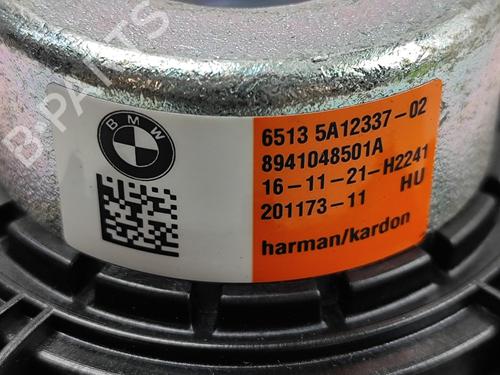 B-PARTS
BMW
6513 5A12337-02
8941048501A
16-11-21-H2241
201173-11 HU
harman/kardon